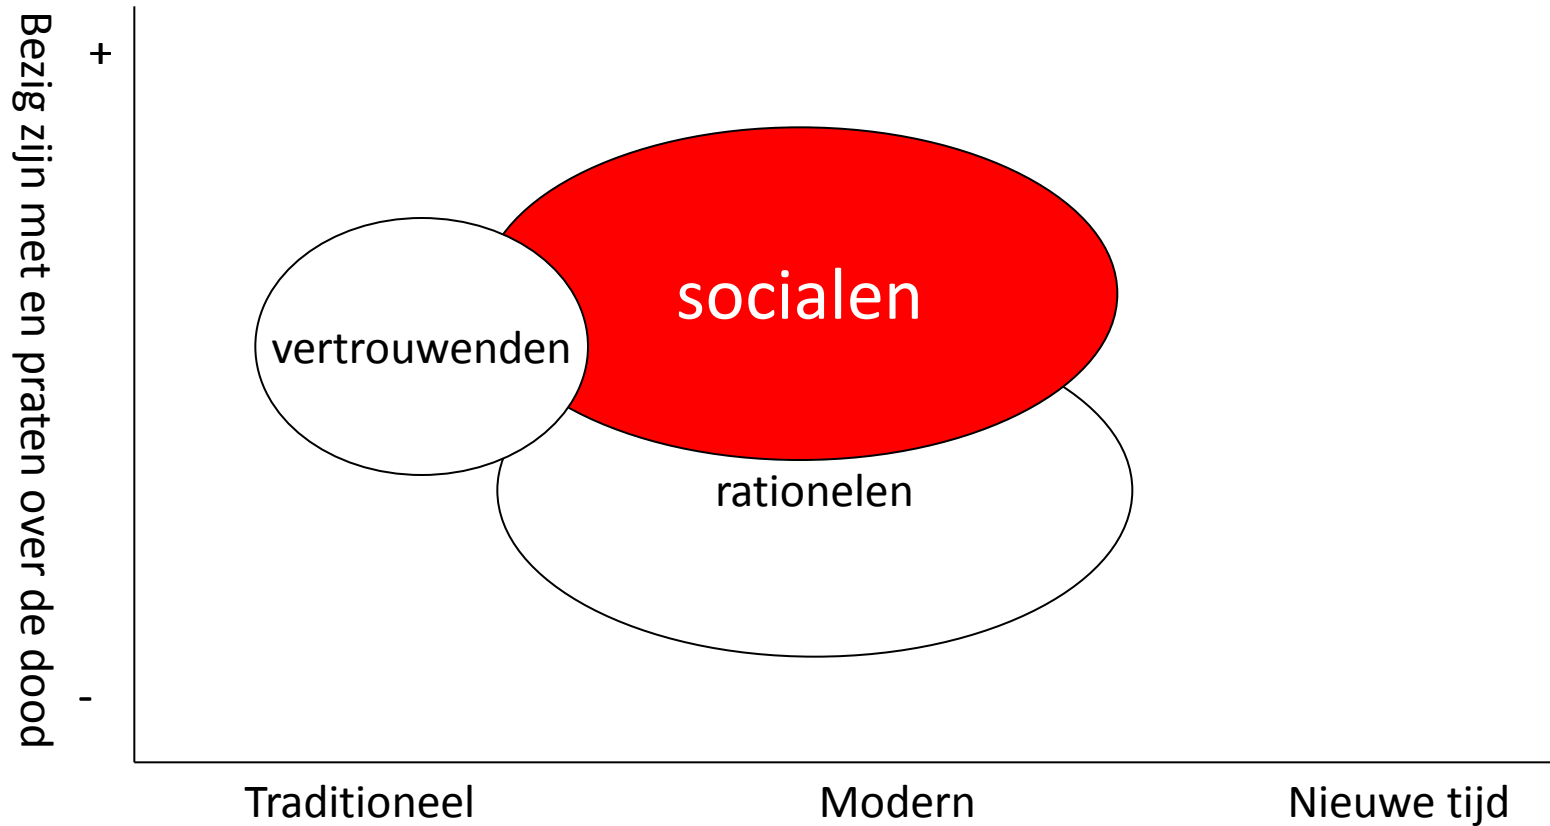 Bezig zijn met en praten over de dood
+
socialen
vertrouwenden
rationelen
-
Traditioneel Modern Nieuwe tijd